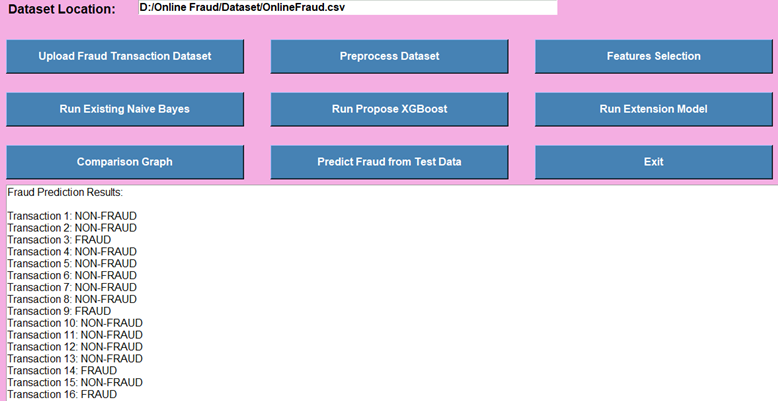 Dataset Location: D:/Online Fraud/Dataset/OnlineFraud.csv
Upload Fraud Transaction Dataset Preprocess Dataset Features Selection
Run Existing Naive Bayes Run Propose XGBoost Run Extension Model
Comparison Graph Predict Fraud from Test Data Exit
Fraud Prediction Results:
Transaction 1: NON-FRAUD
Transaction 2: NON-FRAUD
Transaction 3: FRAUD
Transaction 4: NON-FRAUD
Transaction 5: NON-FRAUD
Transaction 6: NON-FRAUD
Transaction 7: NON-FRAUD
Transaction 8: NON-FRAUD
Transaction 9: FRAUD
Transaction 10: NON-FRAUD
Transaction 11: NON-FRAUD
Transaction 12: NON-FRAUD
Transaction 13: NON-FRAUD
Transaction 14: FRAUD
Transaction 15: NON-FRAUD
Transaction 16: FRAUD